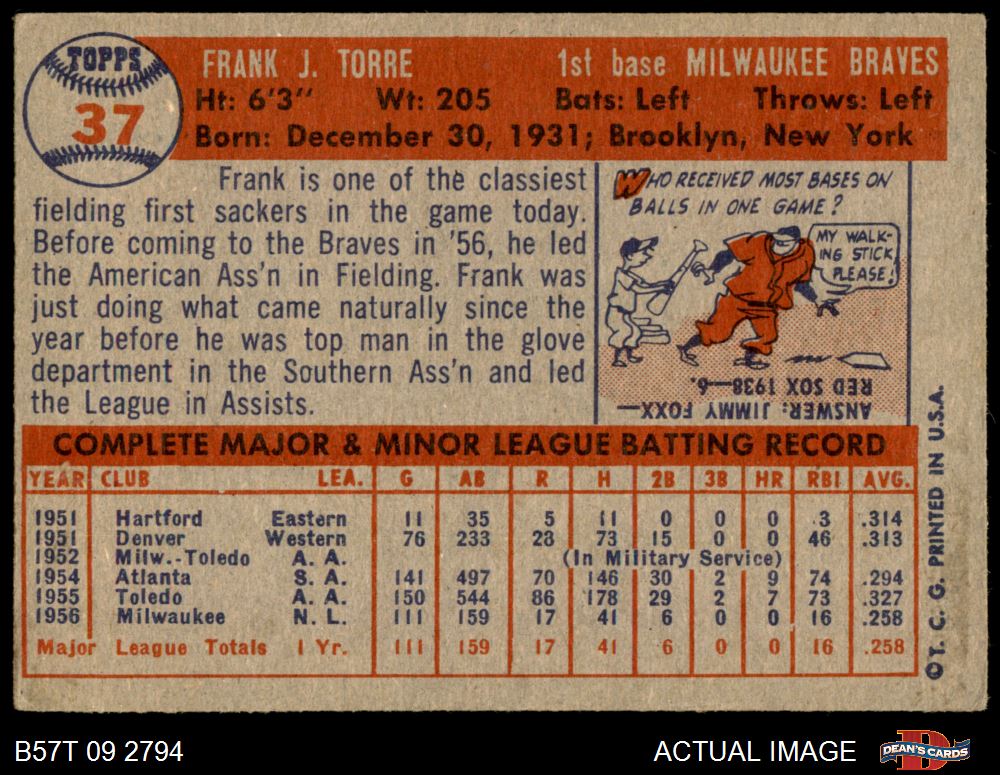 TOPPS
37
FRANK J. TORRE 1st base MILWAUKEE BRAVES
Ht: 6'3" Wt: 205 Bats: Left Throws: Left
Born: December 30, 1931; Brooklyn, New York
Frank is one of the classiest
fielding first sackers in the game today.
Before coming to the Braves in '56, he led
the American Ass'n in Fielding. Frank was
just doing what came naturally since the
year before he was top man in the glove
department in the Southern Ass'n and led
the League in Assists.
WHO RECEIVED MOST BASES ON
BALLS IN ONE GAME?
MY WALK-
ING STICK,
PLEASE!
ANSWER: JIMMY FOXX—
RED SOX 1938—6.
COMPLETE MAJOR & MINOR LEAGUE BATTING RECORD
YEAR CLUB LEA. G AB R H 2B 3B HR RBI AVG.
1951 Hartford Eastern 11 35 5 11 0 0 0 3 .314
1951 Denver Western 76 233 28 73 15 0 0 46 .313
1952 Milw.-Toledo A. A. (In Military Service)
1954 Atlanta S. A. 141 497 70 146 30 2 9 74 .294
1955 Toledo A. A. 150 544 86 178 29 2 7 73 .327
1956 Milwaukee N. L. 111 159 17 41 6 0 0 16 .258
Major League Totals 1 Yr. 111 159 17 41 6 0 0 16 .258
©T. C. G. PRINTED IN U.S.A.
B57T 09 2794 ACTUAL IMAGE
D
DEAN'S CARDS